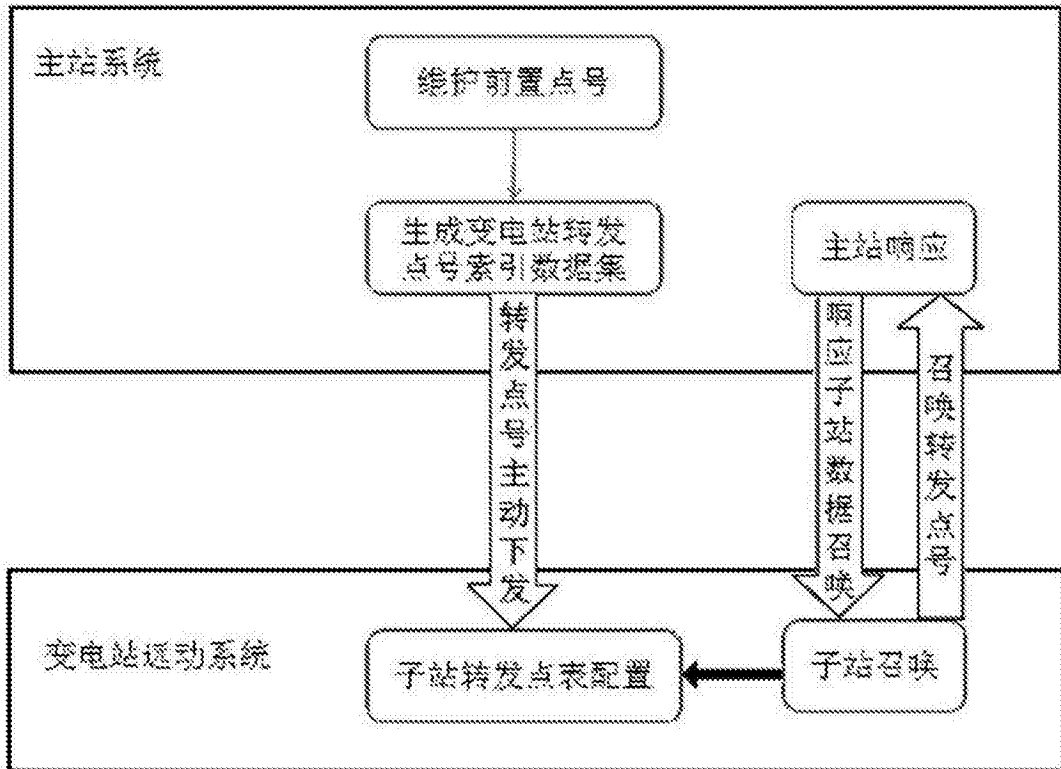 主站系统
维护前置点号
生成变电站转发
点号索引数据集
主站响应
转发点号主动下发
响应子站数据召唤
召唤转发点号
变电站远动系统
子站转发点表配置
子站召唤